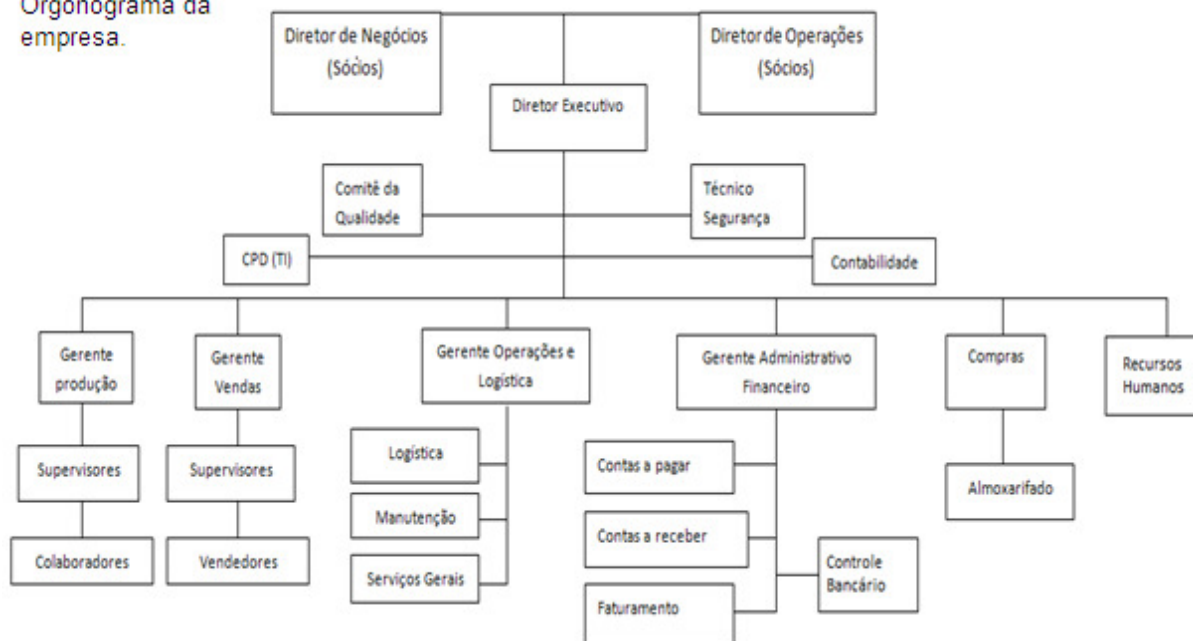 Orgonograma da
empresa.
Diretor de Negócios
(Sócios)
Diretor de Operações
(Sócios)
Diretor Executivo
Comitê da
Qualidade
Técnico
Segurança
CPD (TI)
Contabilidade
Gerente
produção
Gerente
Vendas
Gerente Operações e
Logística
Gerente Administrativo
Financeiro
Compras
Recursos
Humanos
Supervisores
Supervisores
Logística
Contas a pagar
Almoxarifado
Manutenção
Contas a receber
Colaboradores
Vendedores
Serviços Gerais
Controle
Bancário
Faturamento